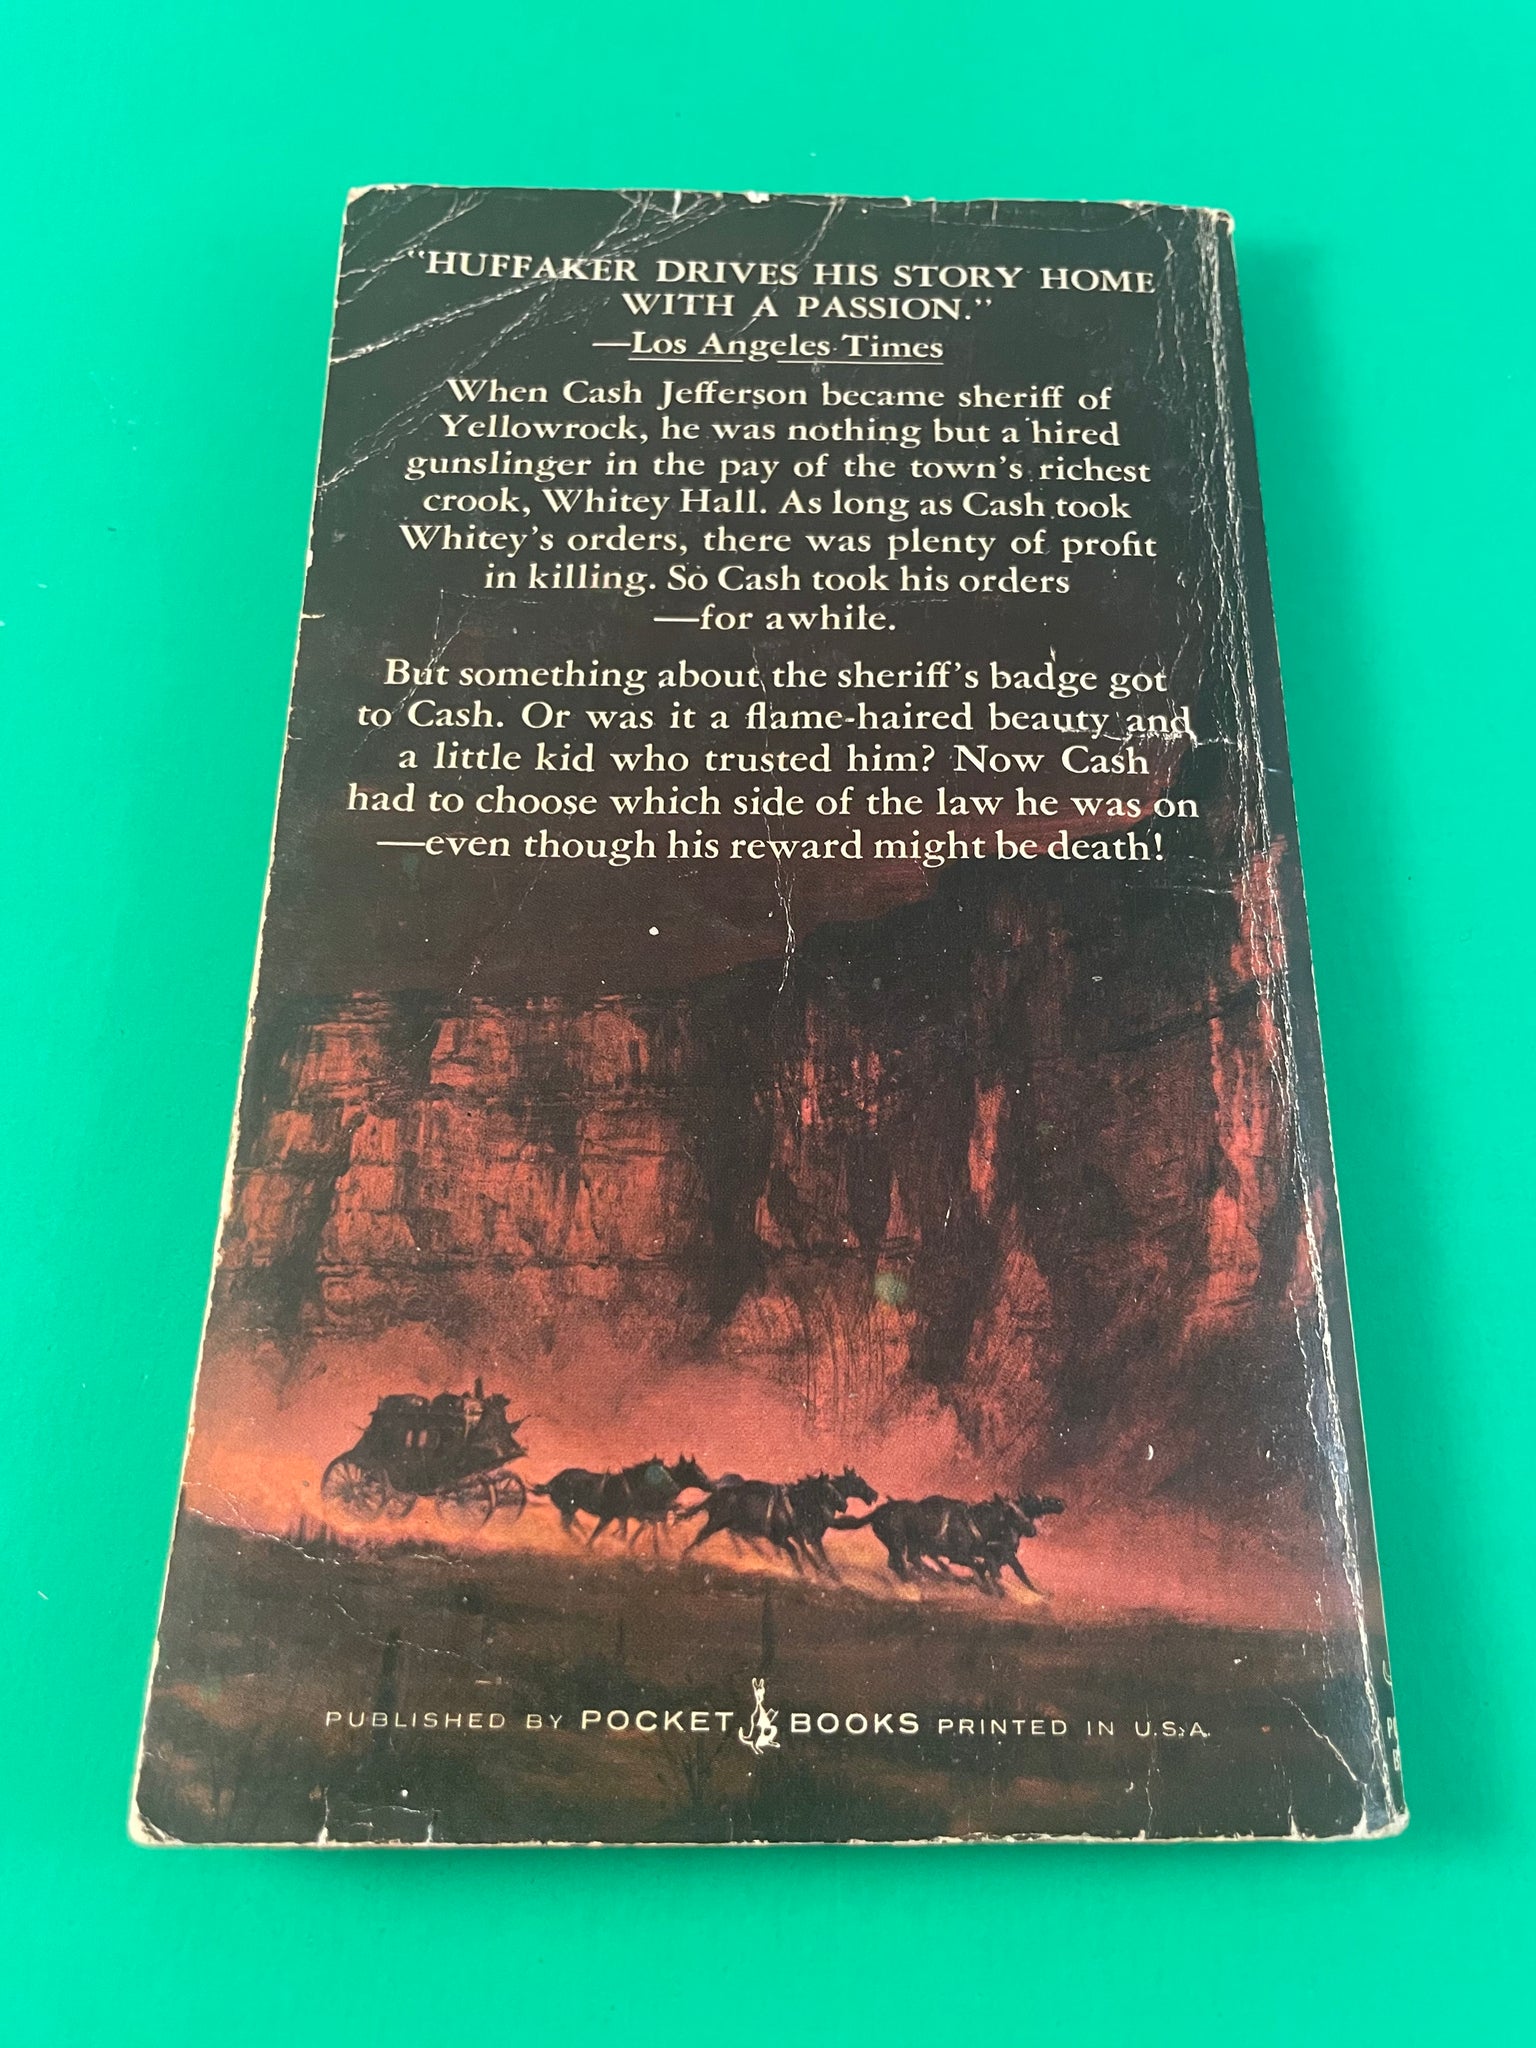 "HUFFAKER DRIVES HIS STORY HOME
WITH A PASSION."
—Los Angeles Times
When Cash Jefferson became sheriff of
Yellowrock, he was nothing but a hired
gunslinger in the pay of the town's richest
crook, Whitey Hall. As long as Cash took
Whitey's orders, there was plenty of profit
in killing. So Cash took his orders
—for awhile.
But something about the sheriff's badge got
to Cash. Or was it a flame-haired beauty and
a little kid who trusted him? Now Cash
had to choose which side of the law he was on
—even though his reward might be death!
PUBLISHED BY POCKET BOOKS PRINTED IN U.S.A.